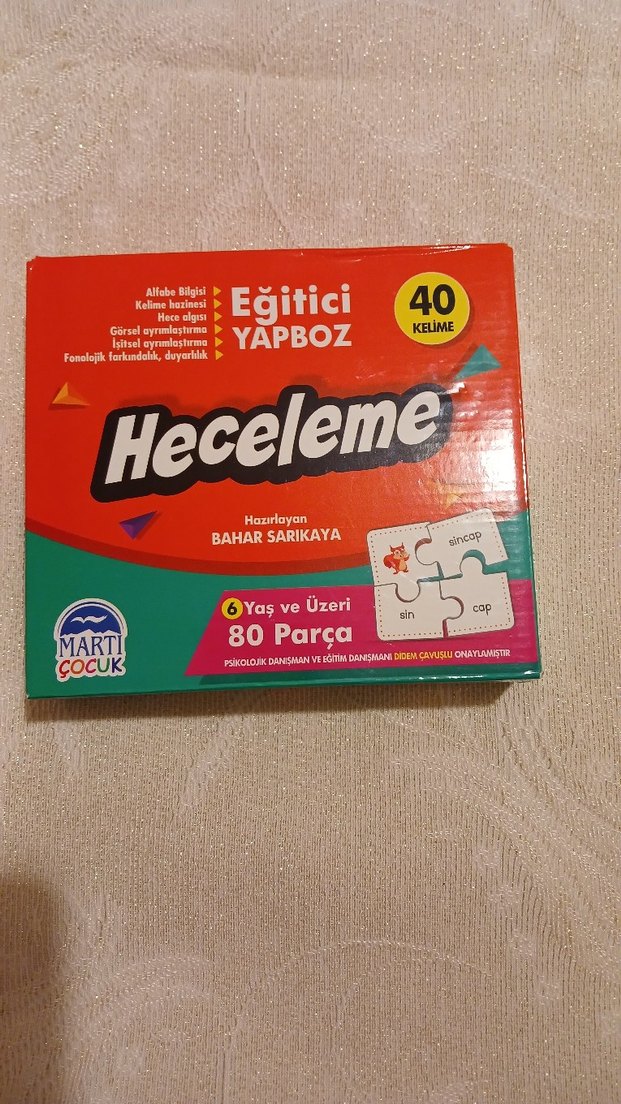 Alfabe Bilgisi
Kelime hazinesi
Hece algısı
Görsel ayrımlaştırma
İşitsel ayrımlaştırma
Fonolojik farkındalık, duyarlılık
Eğitici
YAPBOZ
40
KELİME
Heceleme
Hazırlayan
BAHAR SARIKAYA
sincap
sin
cap
6 Yaş ve Üzeri
80 Parça
PSİKOLOJİK DANIŞMAN VE EĞİTİM DANIŞMANI DİDEM ÇAVUŞLU ONAYLAMIŞTIR
MARTI
ÇOCUK